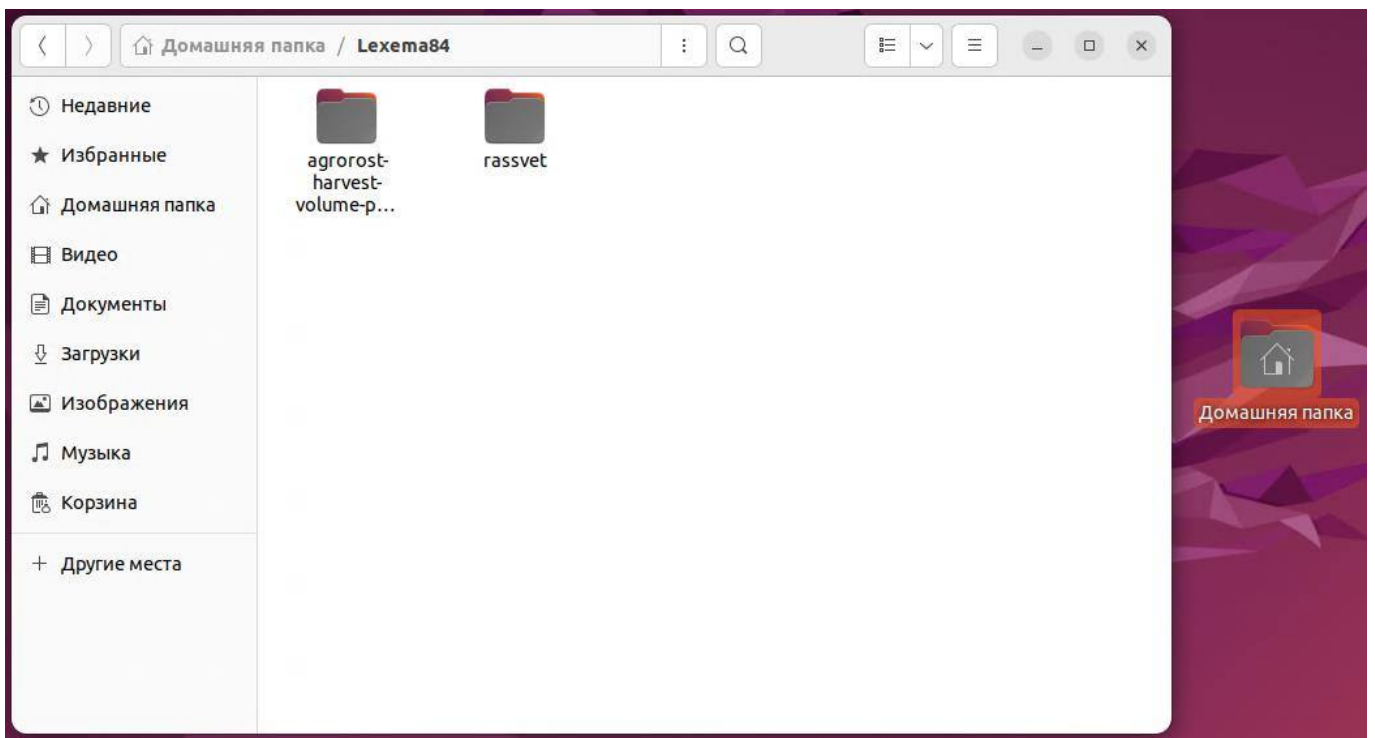 Домашняя папка / Lexema84
Недавние
Избранные
Домашняя папка
Видео
Документы
Загрузки
Изображения
Музыка
Корзина
+ Другие места
agrorost-
harvest-
volume-p...
rassvet
Домашняя папка